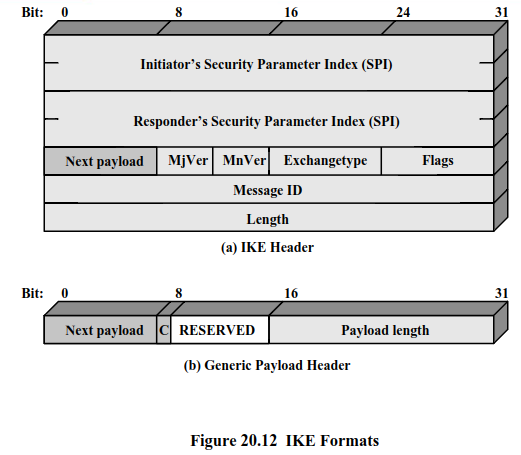 Bit: 0 8 16 24 31
Initiator's Security Parameter Index (SPI)
Responder's Security Parameter Index (SPI)
Next payload MjVer MnVer Exchangetype Flags
Message ID
Length
(a) IKE Header
Bit: 0 8 16 31
Next payload C RESERVED Payload length
(b) Generic Payload Header
Figure 20.12 IKE Formats